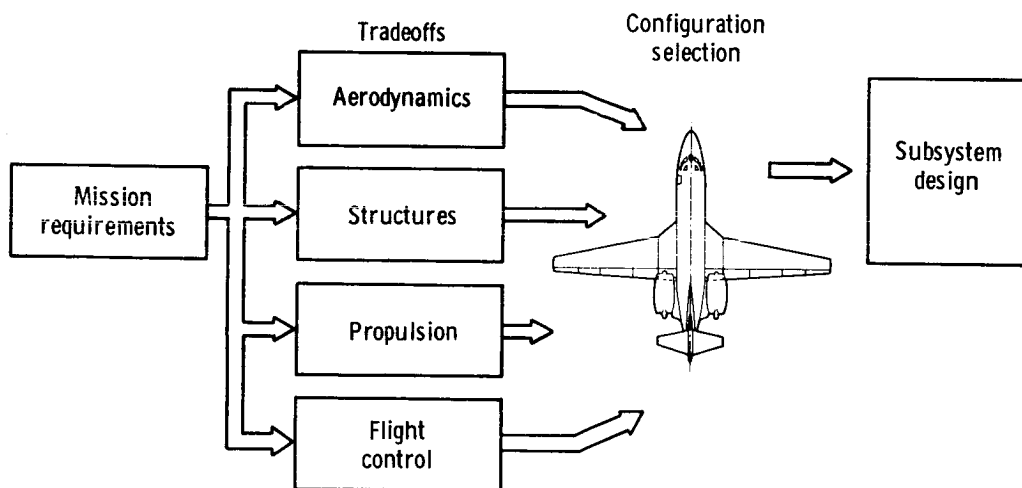 Tradeoffs
Configuration
selection
Aerodynamics
Mission
requirements
Structures
Propulsion
Flight
control
Subsystem
design